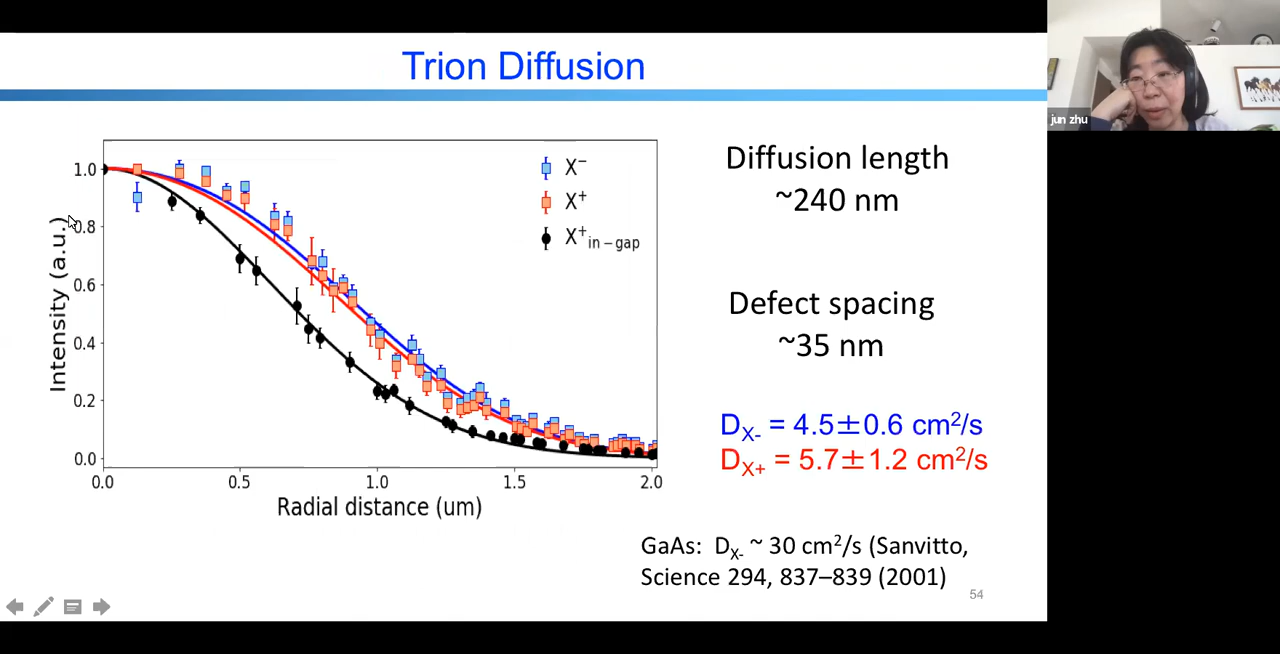 Trion Diffusion
jun zhu
1.0
0.8
0.6
0.4
0.2
0.0
Intensity (a.u.)
0.0 0.5 1.0 1.5 2.0
Radial distance (um)
X⁻
X⁺
X⁺in−gap
Diffusion length
~240 nm
Defect spacing
~35 nm
DX- = 4.5±0.6 cm²/s
DX+ = 5.7±1.2 cm²/s
GaAs: DX- ~ 30 cm²/s (Sanvitto,
Science 294, 837–839 (2001)
54